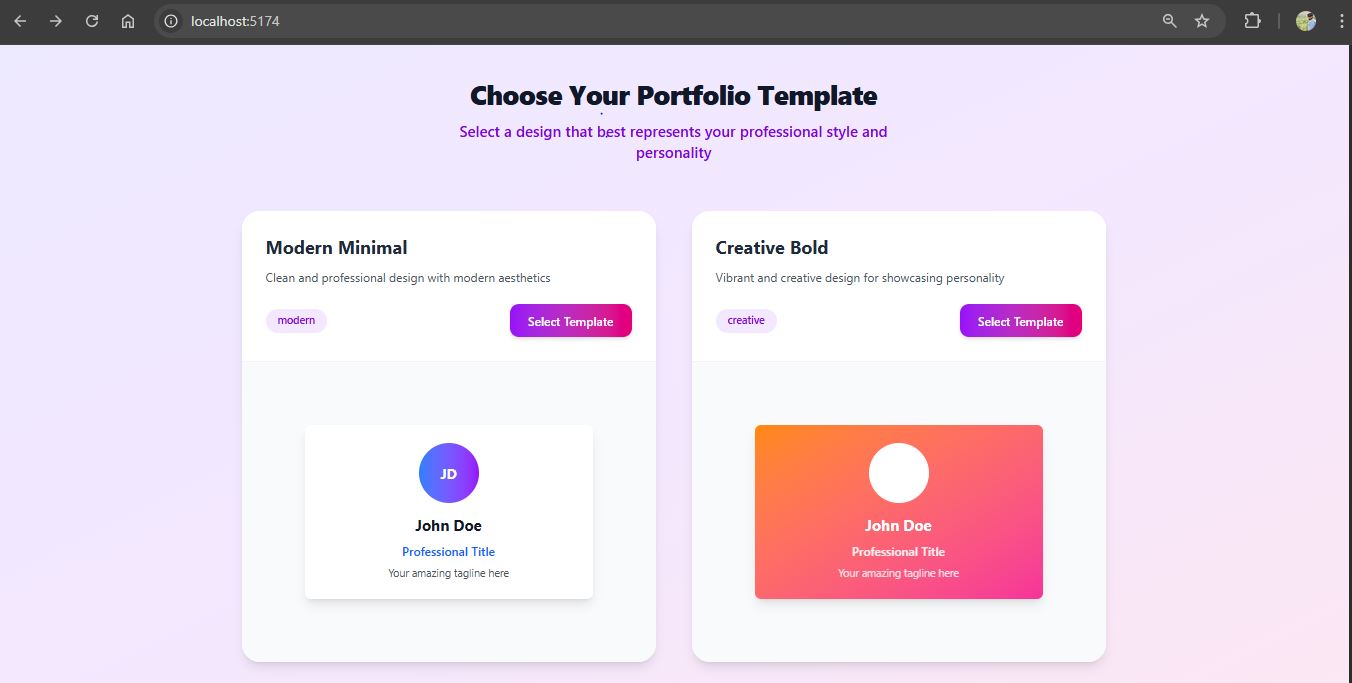 localhost:5174
Choose Your Portfolio Template
Select a design that best represents your professional style and
personality
Modern Minimal
Clean and professional design with modern aesthetics
modern
Select Template
JD
John Doe
Professional Title
Your amazing tagline here
Creative Bold
Vibrant and creative design for showcasing personality
creative
Select Template
John Doe
Professional Title
Your amazing tagline here